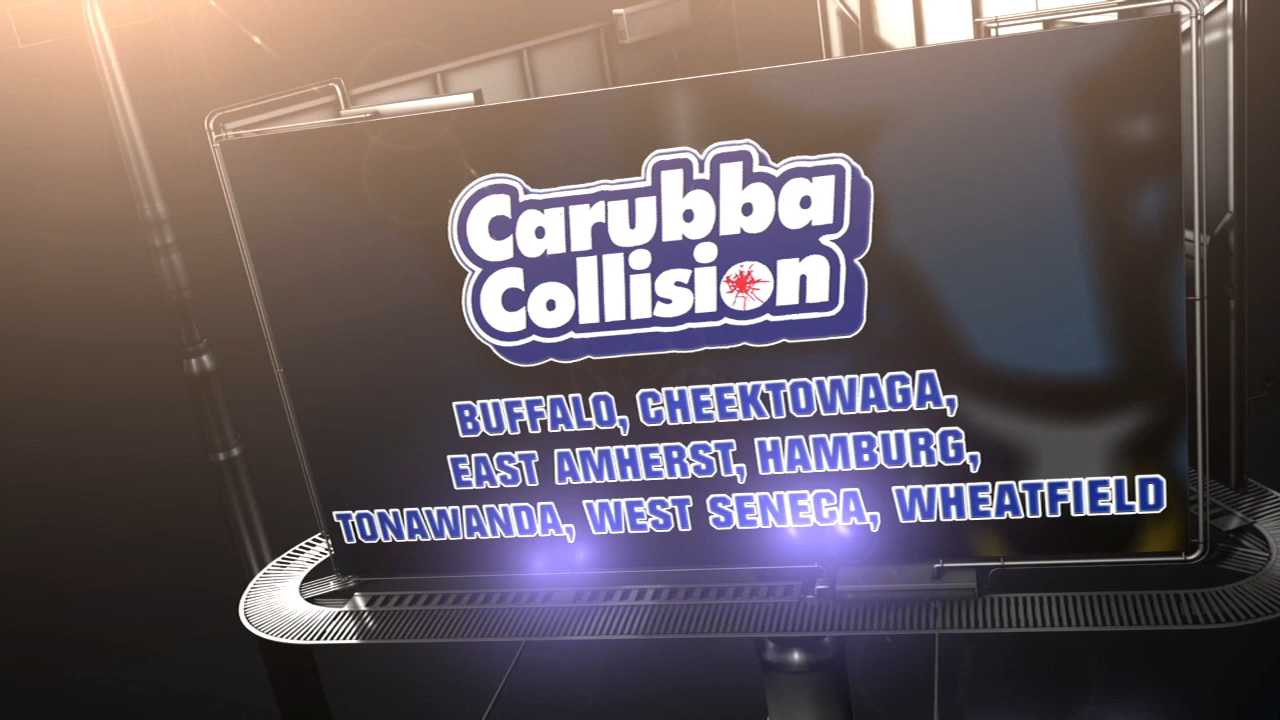 Carubba
Collision
BUFFALO, CHEEKTOWAGA,
EAST AMHERST, HAMBURG,
TONAWANDA, WEST SENECA, WHEATFIELD